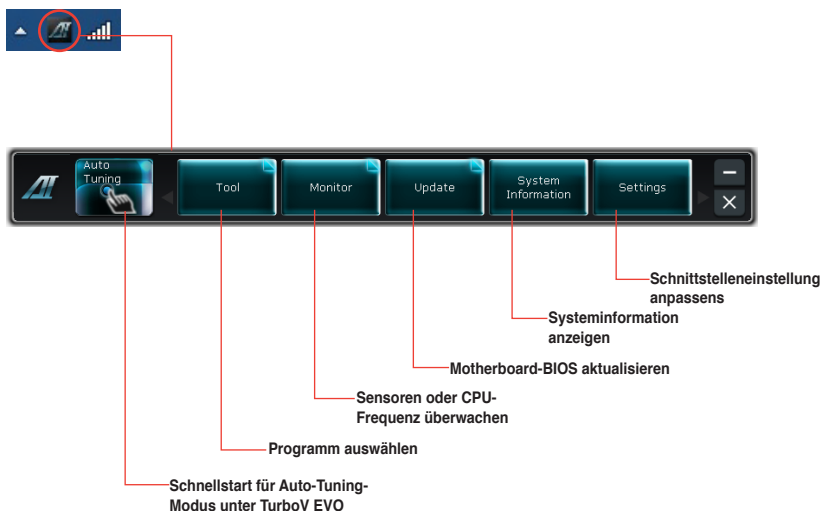 Auto
Tuning
Tool
Monitor
Update
System
Information
Settings
Schnittstelleneinstellung
anpassens
Systeminformation
anzeigen
Motherboard-BIOS aktualisieren
Sensoren oder CPU-
Frequenz überwachen
Programm auswählen
Schnellstart für Auto-Tuning-
Modus unter TurboV EVO